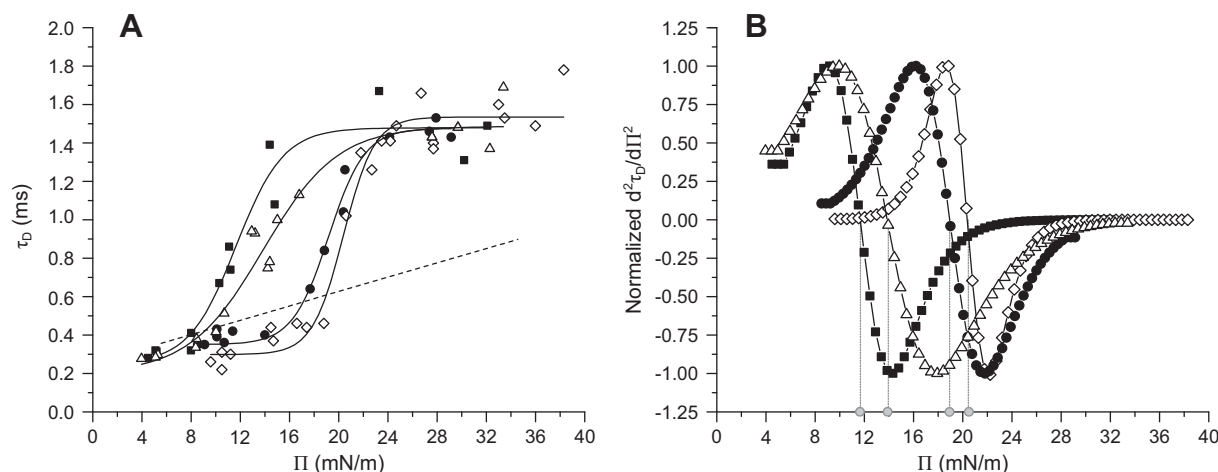 A
2.0
1.8
1.6
1.4
1.2
1.0
0.8
0.6
0.4
0.2
0.0
τD (ms)
0 4 8 12 16 20 24 28 32 36 40
Π (mN/m)
B
1.25
1.00
0.75
0.50
0.25
0.00
-0.25
-0.50
-0.75
-1.00
-1.25
Normalized d²τD/dΠ²
0 4 8 12 16 20 24 28 32 36 40
Π (mN/m)